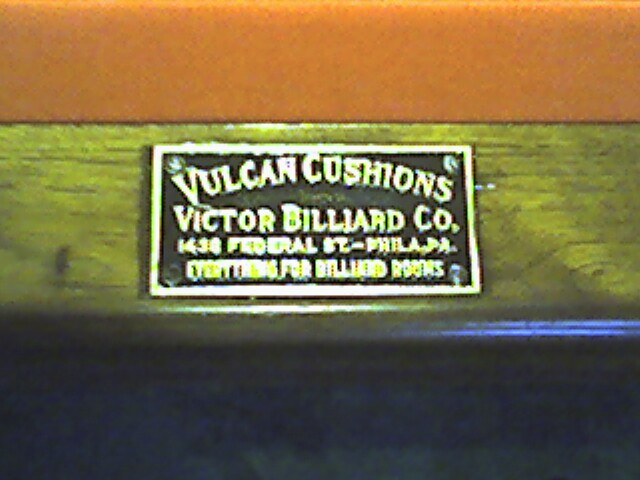 VULCAN CUSHIONS
VICTOR BILLIARD CO.
FEDERAL ST.-PHILA.PA.
EVERYTHING FOR BILLIARD ROOMS